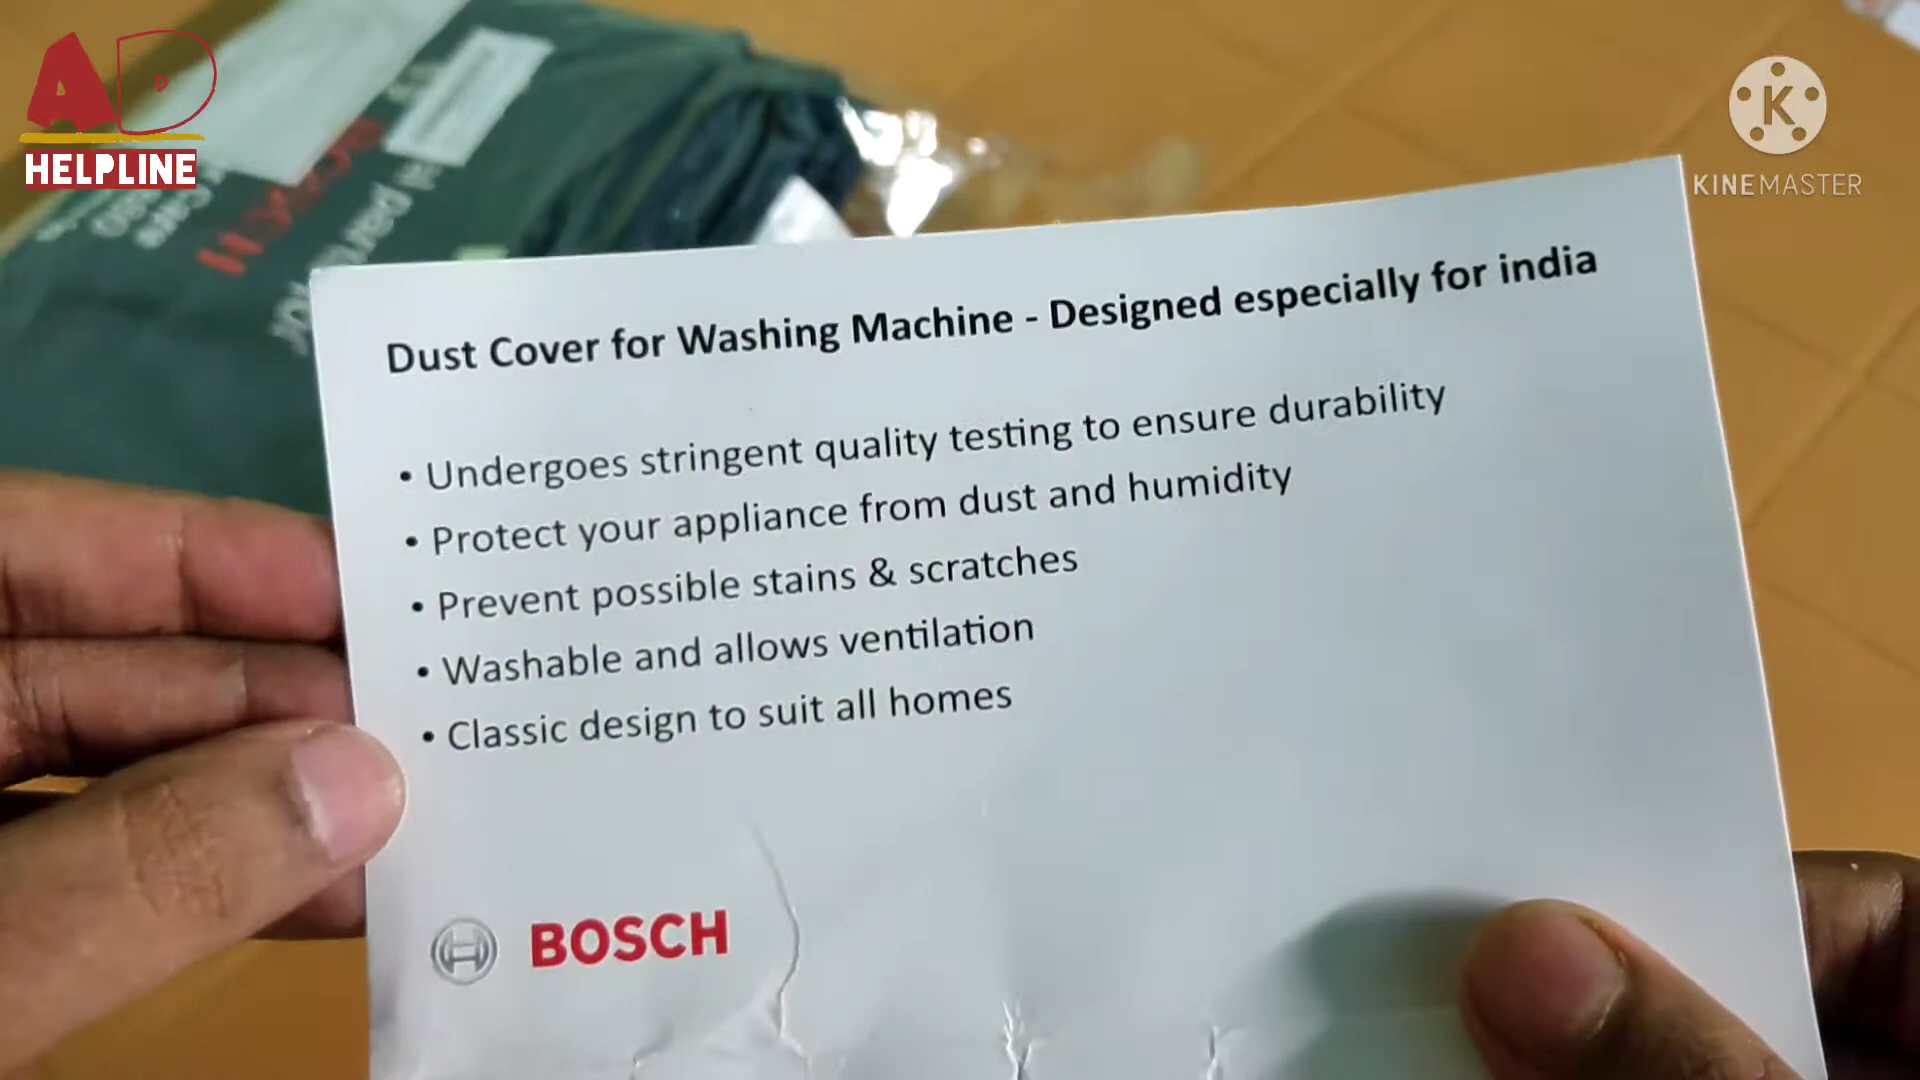 AD
HELPLINE
K
KINEMASTER
Dust Cover for Washing Machine - Designed especially for india
• Undergoes stringent quality testing to ensure durability
• Protect your appliance from dust and humidity
• Prevent possible stains & scratches
• Washable and allows ventilation
• Classic design to suit all homes
BOSCH